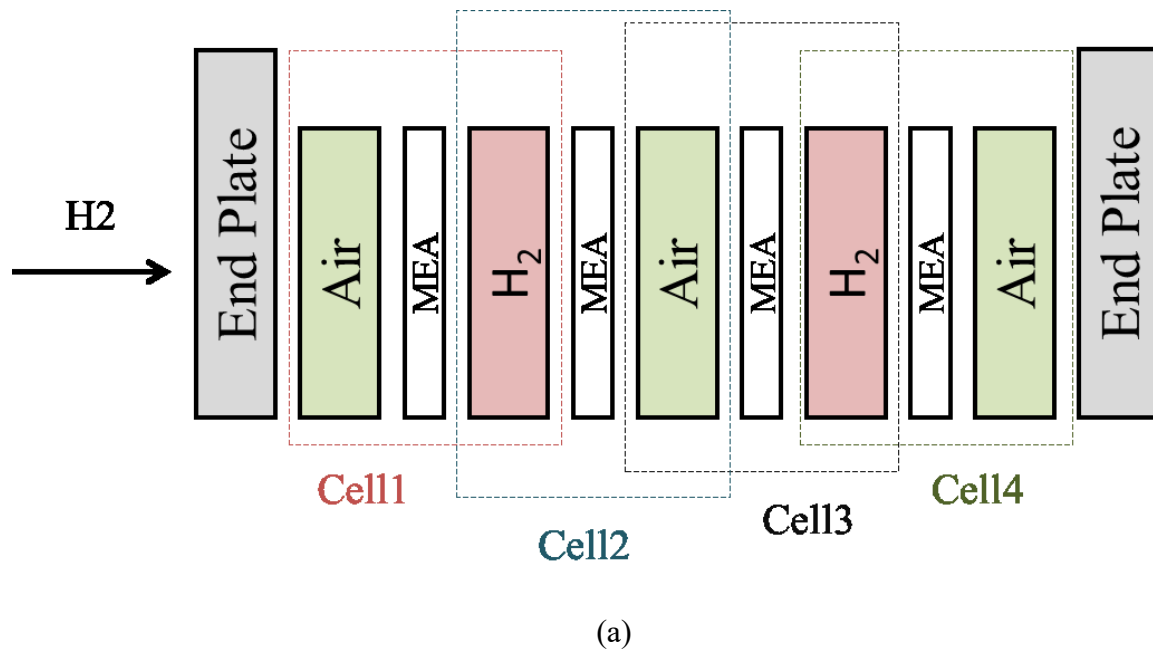 H2
End Plate
Air
MEA
H₂
MEA
Air
MEA
H₂
MEA
Air
End Plate
Cell1
Cell2
Cell3
Cell4
(a)